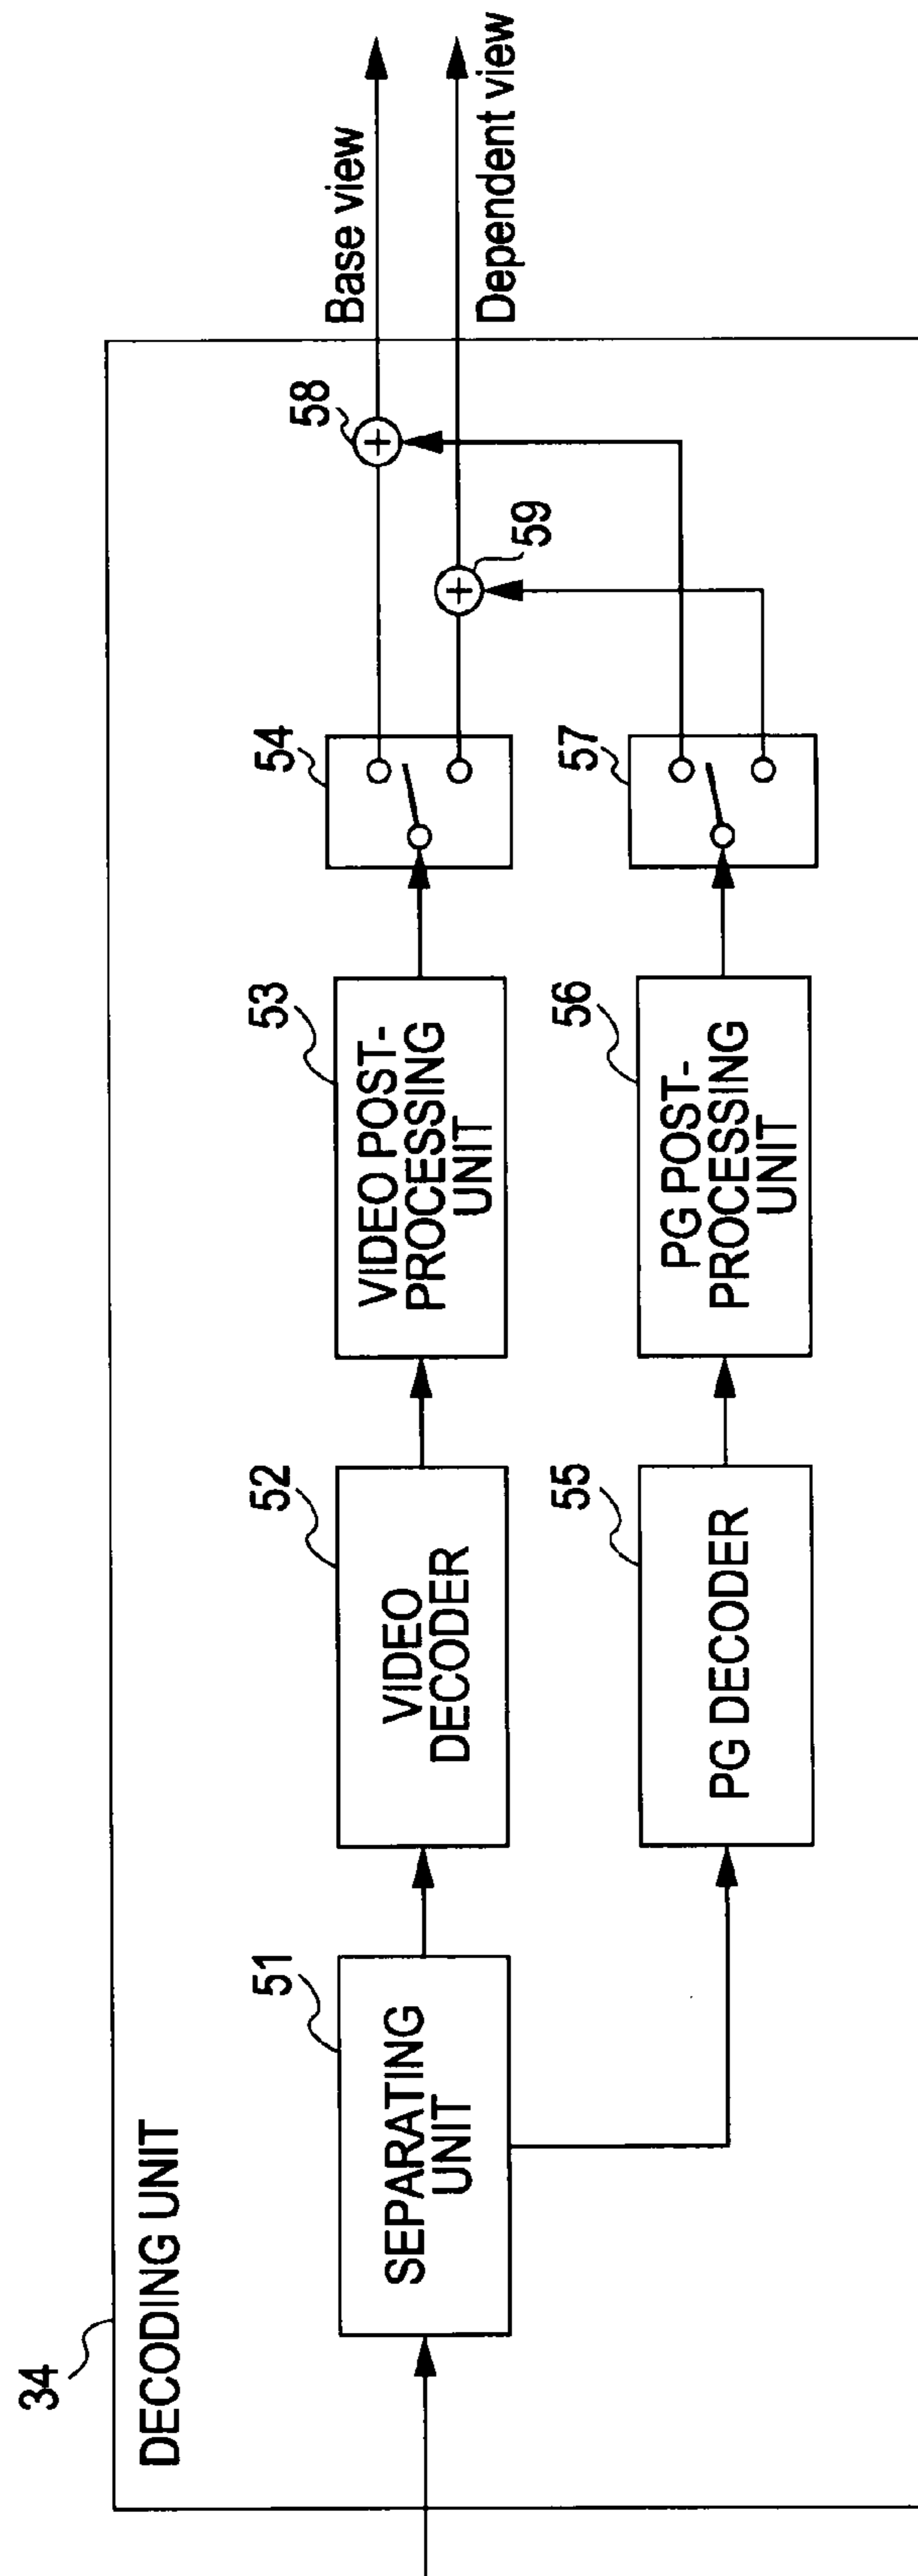 34
DECODING UNIT
51
SEPARATING
UNIT
52
VIDEO
DECODER
53
VIDEO POST-
PROCESSING
UNIT
54
58
Base view
59
Dependent view
55
PG DECODER
56
PG POST-
PROCESSING
UNIT
57